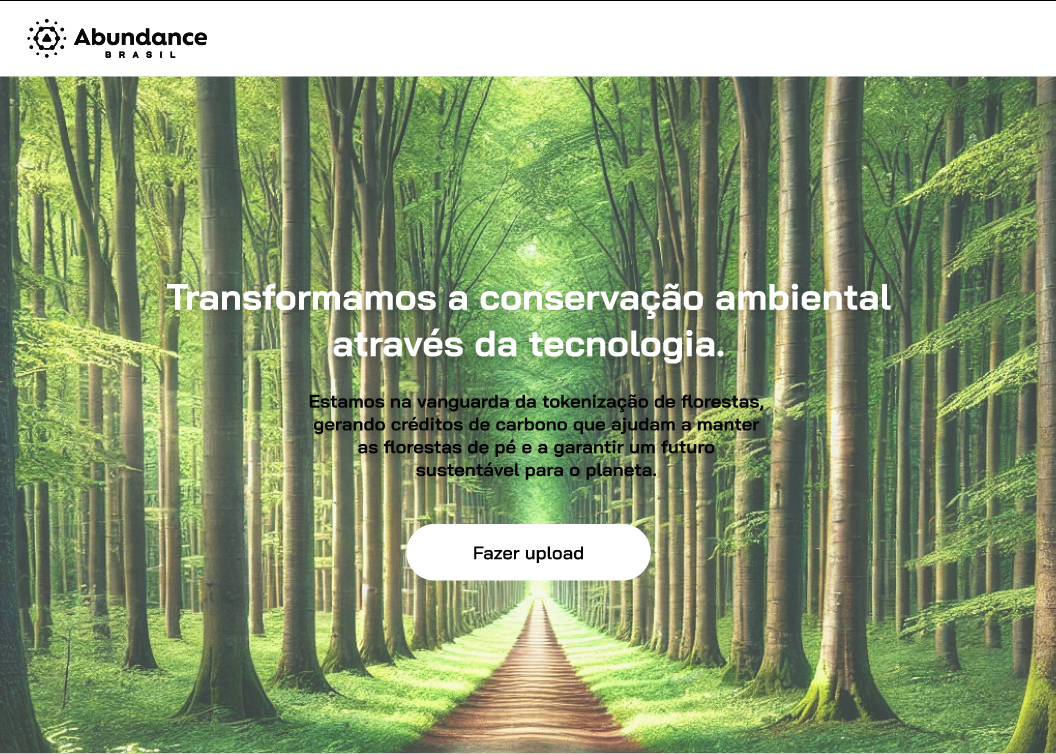 Abundance
BRASIL
Transformamos a conservação ambiental
através da tecnologia.
Estamos na vanguarda da tokenização de florestas,
gerando créditos de carbono que ajudam a manter
as florestas de pé e a garantir um futuro
sustentável para o planeta.
Fazer upload